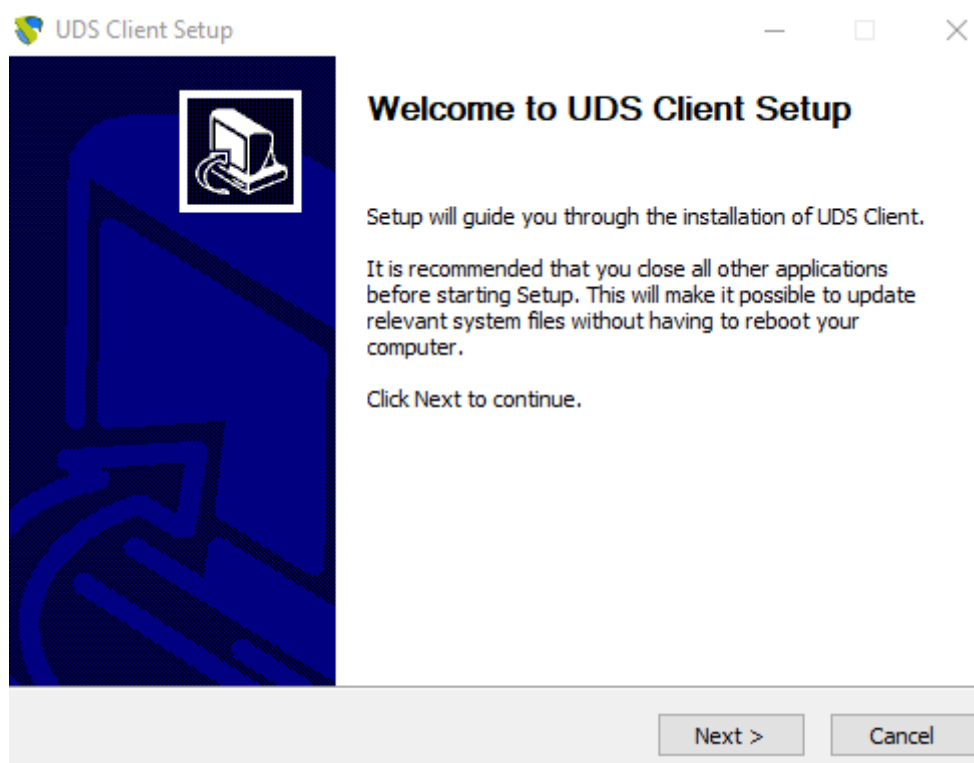 UDS Client Setup
Welcome to UDS Client Setup
Setup will guide you through the installation of UDS Client.
It is recommended that you close all other applications
before starting Setup. This will make it possible to update
relevant system files without having to reboot your
computer.
Click Next to continue.
Next >
Cancel